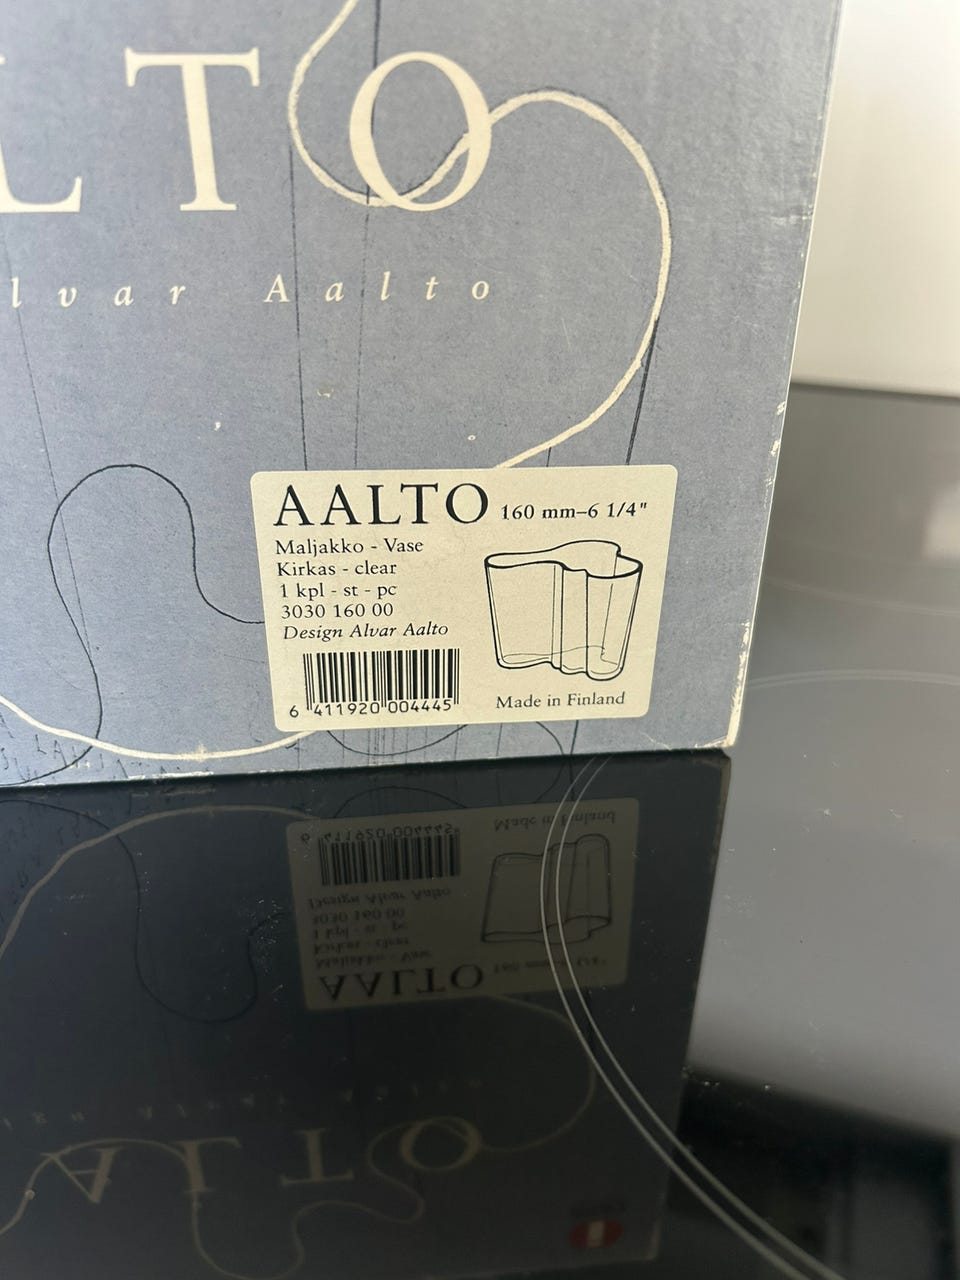 LTO
lvar Aalto
AALTO 160 mm–6 1/4"
Maljakko - Vase
Kirkas - clear
1 kpl - st - pc
3030 160 00
Design Alvar Aalto
6 411920 004445
Made in Finland